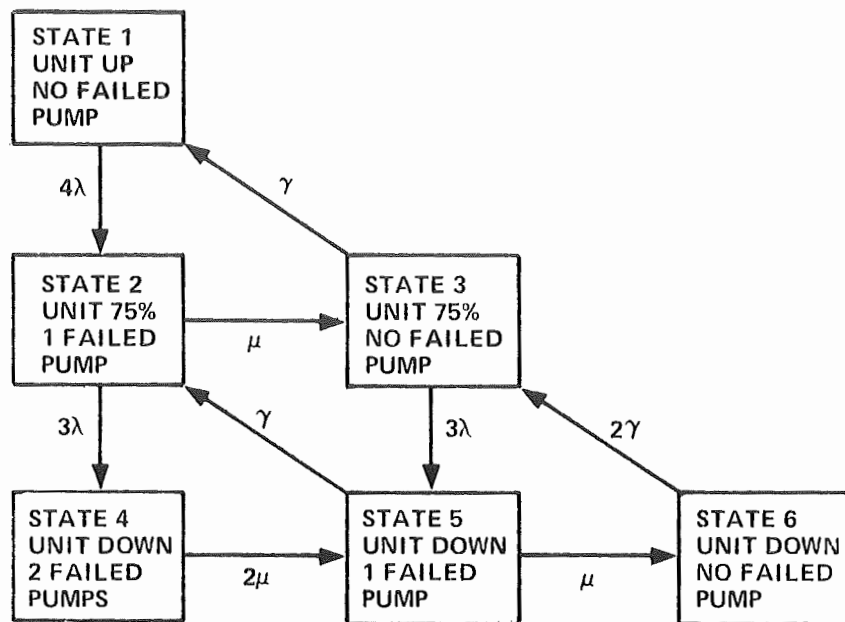 STATE 1
UNIT UP
NO FAILED
PUMP
4λ
γ
STATE 2
UNIT 75%
1 FAILED
PUMP
μ
STATE 3
UNIT 75%
NO FAILED
PUMP
3λ
γ
3λ
2γ
STATE 4
UNIT DOWN
2 FAILED
PUMPS
2μ
STATE 5
UNIT DOWN
1 FAILED
PUMP
μ
STATE 6
UNIT DOWN
NO FAILED
PUMP